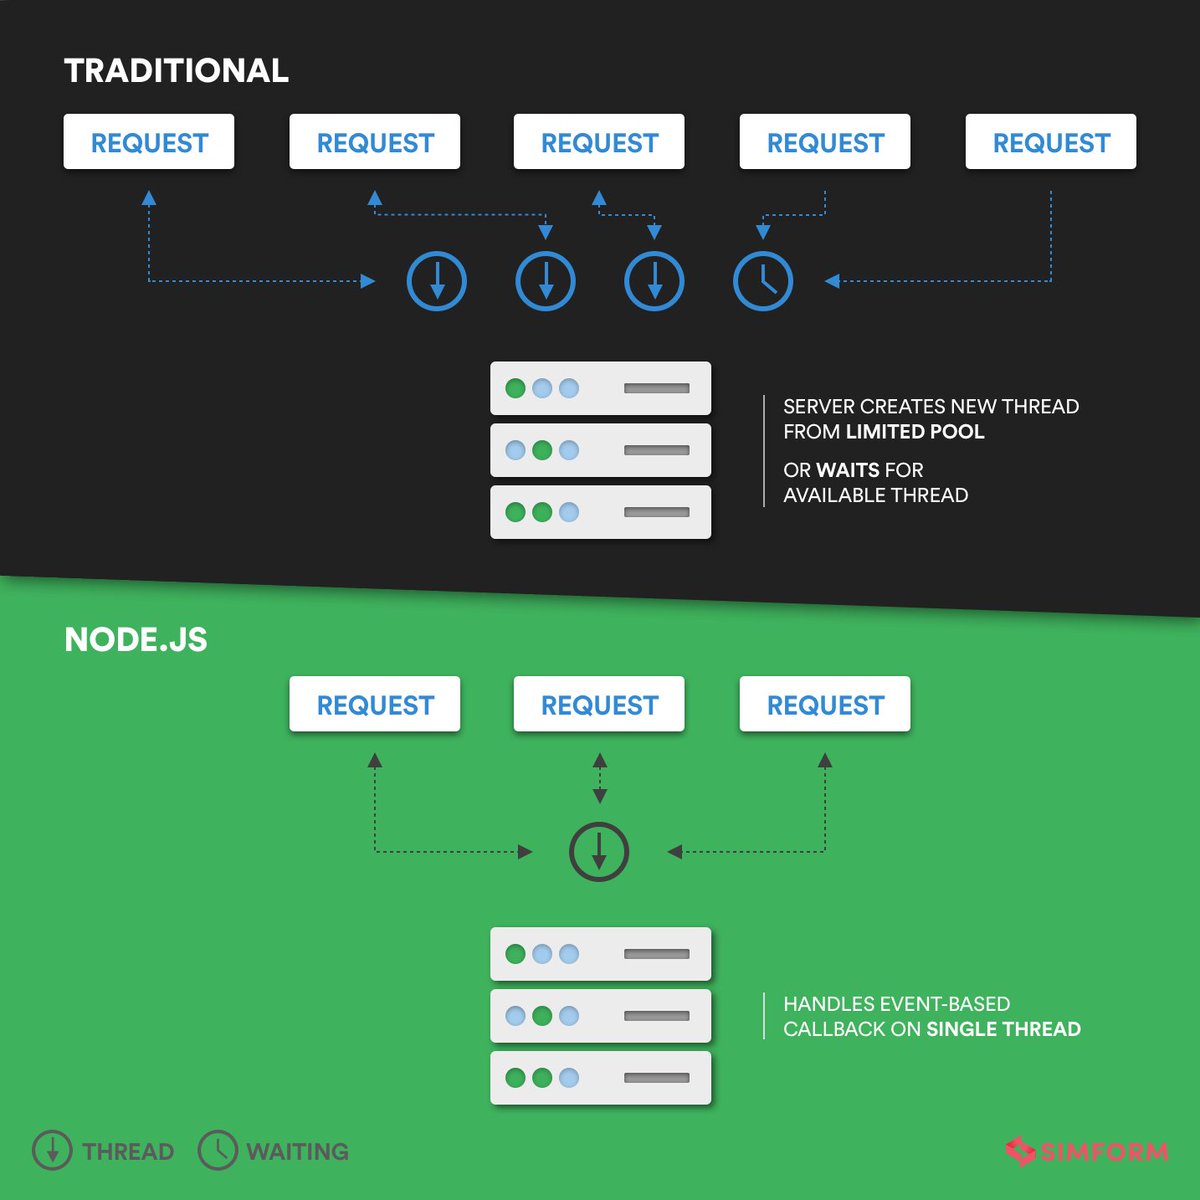 TRADITIONAL
REQUEST
REQUEST
REQUEST
REQUEST
REQUEST
SERVER CREATES NEW THREAD
FROM LIMITED POOL
OR WAITS FOR
AVAILABLE THREAD
NODE.JS
REQUEST
REQUEST
REQUEST
HANDLES EVENT-BASED
CALLBACK ON SINGLE THREAD
THREAD
WAITING
SIMFORM